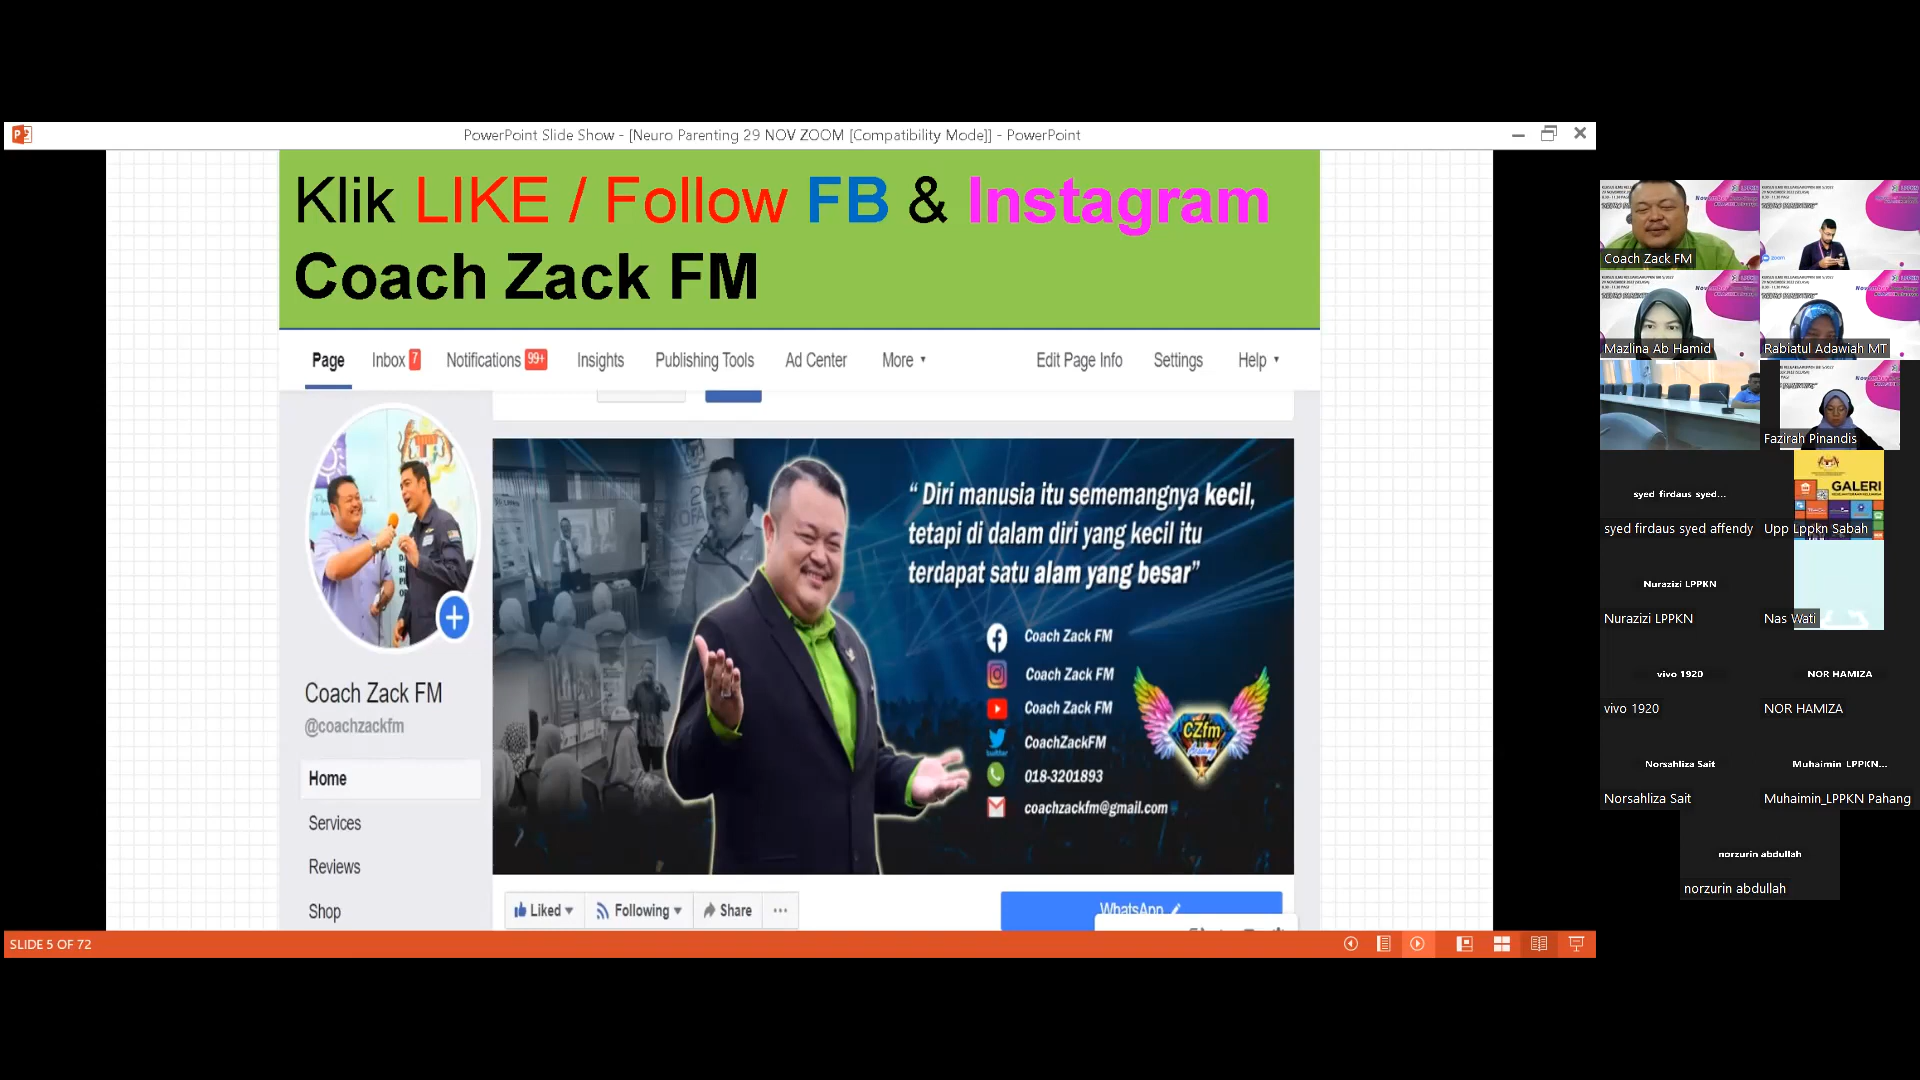 PowerPoint Slide Show - [Neuro Parenting 29 NOV ZOOM [Compatibility Mode]] - PowerPoint
Klik LIKE / Follow FB & Instagram
Coach Zack FM
Page
Inbox 7
Notifications 99+
Insights
Publishing Tools
Ad Center
More
Edit Page Info
Settings
Help
Coach Zack FM
@coachzackfm
Home
Services
Reviews
Shop
“ Diri manusia itu sememangnya kecil,
tetapi di dalam diri yang kecil itu
terdapat satu alam yang besar”
Coach Zack FM
Coach Zack FM
Coach Zack FM
CoachZackFM
018-3201893
coachzackfm@gmail.com
CZfm
Liked
Following
Share
WhatsApp
SLIDE 5 OF 72
Coach Zack FM
zoom
Mazlina Ab Hamid
Rabiatul Adawiah MT
Fazirah Pinandis
syed firdaus syed...
syed firdaus syed affendy
GALERI
Upp Lppkn Sabah
Nurazizi LPPKN
Nurazizi LPPKN
Nas Wati
vivo 1920
vivo 1920
NOR HAMIZA
NOR HAMIZA
Norsahliza Sait
Norsahliza Sait
Muhaimin_LPPKN...
Muhaimin_LPPKN Pahang
norzurin abdullah
norzurin abdullah